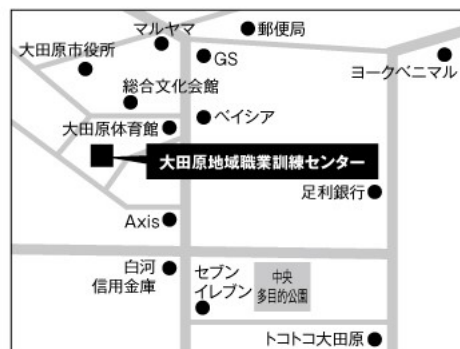 マルヤマ
郵便局
大田原市役所
GS
ヨークベニマル
総合文化会館
ベイシア
大田原体育館
大田原地域職業訓練センター
足利銀行
Axis
白河
信用金庫
セブン
イレブン
中央
多目的公園
トコトコ大田原